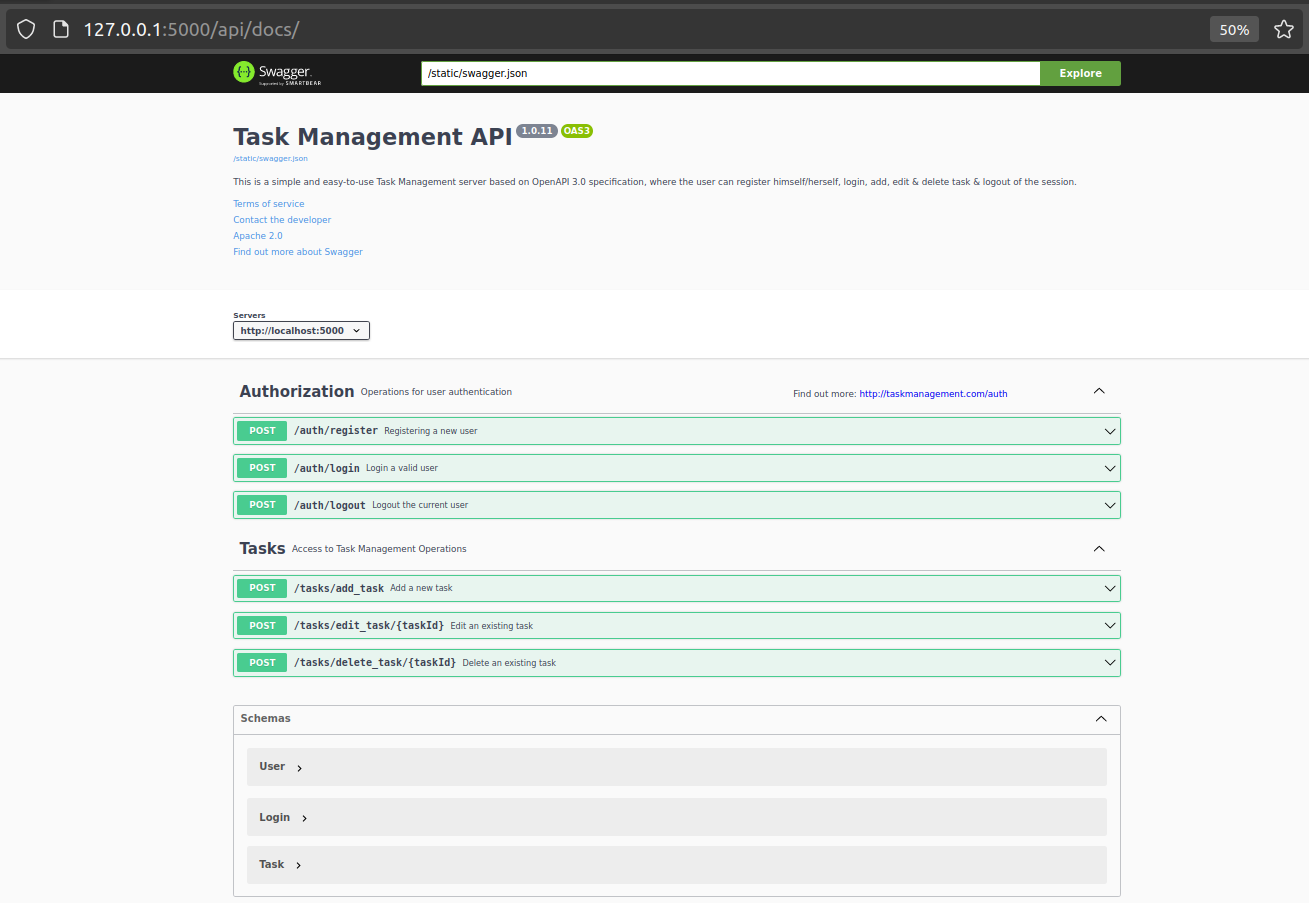 127.0.0.1:5000/api/docs/
50%
Swagger.
Supported by SMARTBEAR
/static/swagger.json
Explore
Task Management API 1.0.11 OAS3
/static/swagger.json
This is a simple and easy-to-use Task Management server based on OpenAPI 3.0 specification, where the user can register himself/herself, login, add, edit & delete task & logout of the session.
Terms of service
Contact the developer
Apache 2.0
Find out more about Swagger
Servers
http://localhost:5000
Authorization Operations for user authentication Find out more: http://taskmanagement.com/auth
POST /auth/register Registering a new user
POST /auth/login Login a valid user
POST /auth/logout Logout the current user
Tasks Access to Task Management Operations
POST /tasks/add_task Add a new task
POST /tasks/edit_task/{taskId} Edit an existing task
POST /tasks/delete_task/{taskId} Delete an existing task
Schemas
User
Login
Task